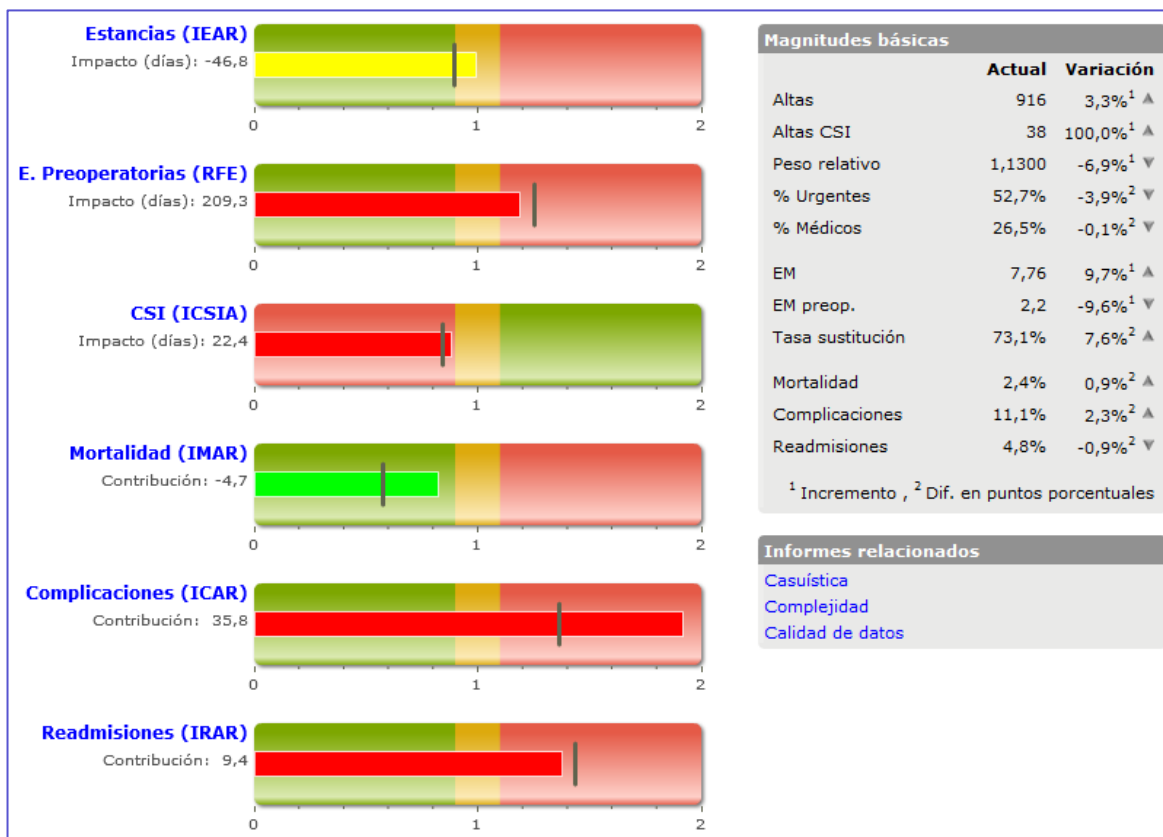 Estancias (IEAR)
Impacto (días): -46,8
0 1 2
E. Preoperatorias (RFE)
Impacto (días): 209,3
0 1 2
CSI (ICSIA)
Impacto (días): 22,4
0 1 2
Mortalidad (IMAR)
Contribución: -4,7
0 1 2
Complicaciones (ICAR)
Contribución: 35,8
0 1 2
Readmisiones (IRAR)
Contribución: 9,4
0 1 2
Magnitudes básicas
Actual Variación
Altas 916 3,3%¹ ▲
Altas CSI 38 100,0%¹ ▲
Peso relativo 1,1300 -6,9%¹ ▼
% Urgentes 52,7% -3,9%² ▼
% Médicos 26,5% -0,1%² ▼
EM 7,76 9,7%¹ ▲
EM preop. 2,2 -9,6%¹ ▼
Tasa sustitución 73,1% 7,6%² ▲
Mortalidad 2,4% 0,9%² ▲
Complicaciones 11,1% 2,3%² ▲
Readmisiones 4,8% -0,9%² ▼
¹ Incremento , ² Dif. en puntos porcentuales
Informes relacionados
Casuística
Complejidad
Calidad de datos